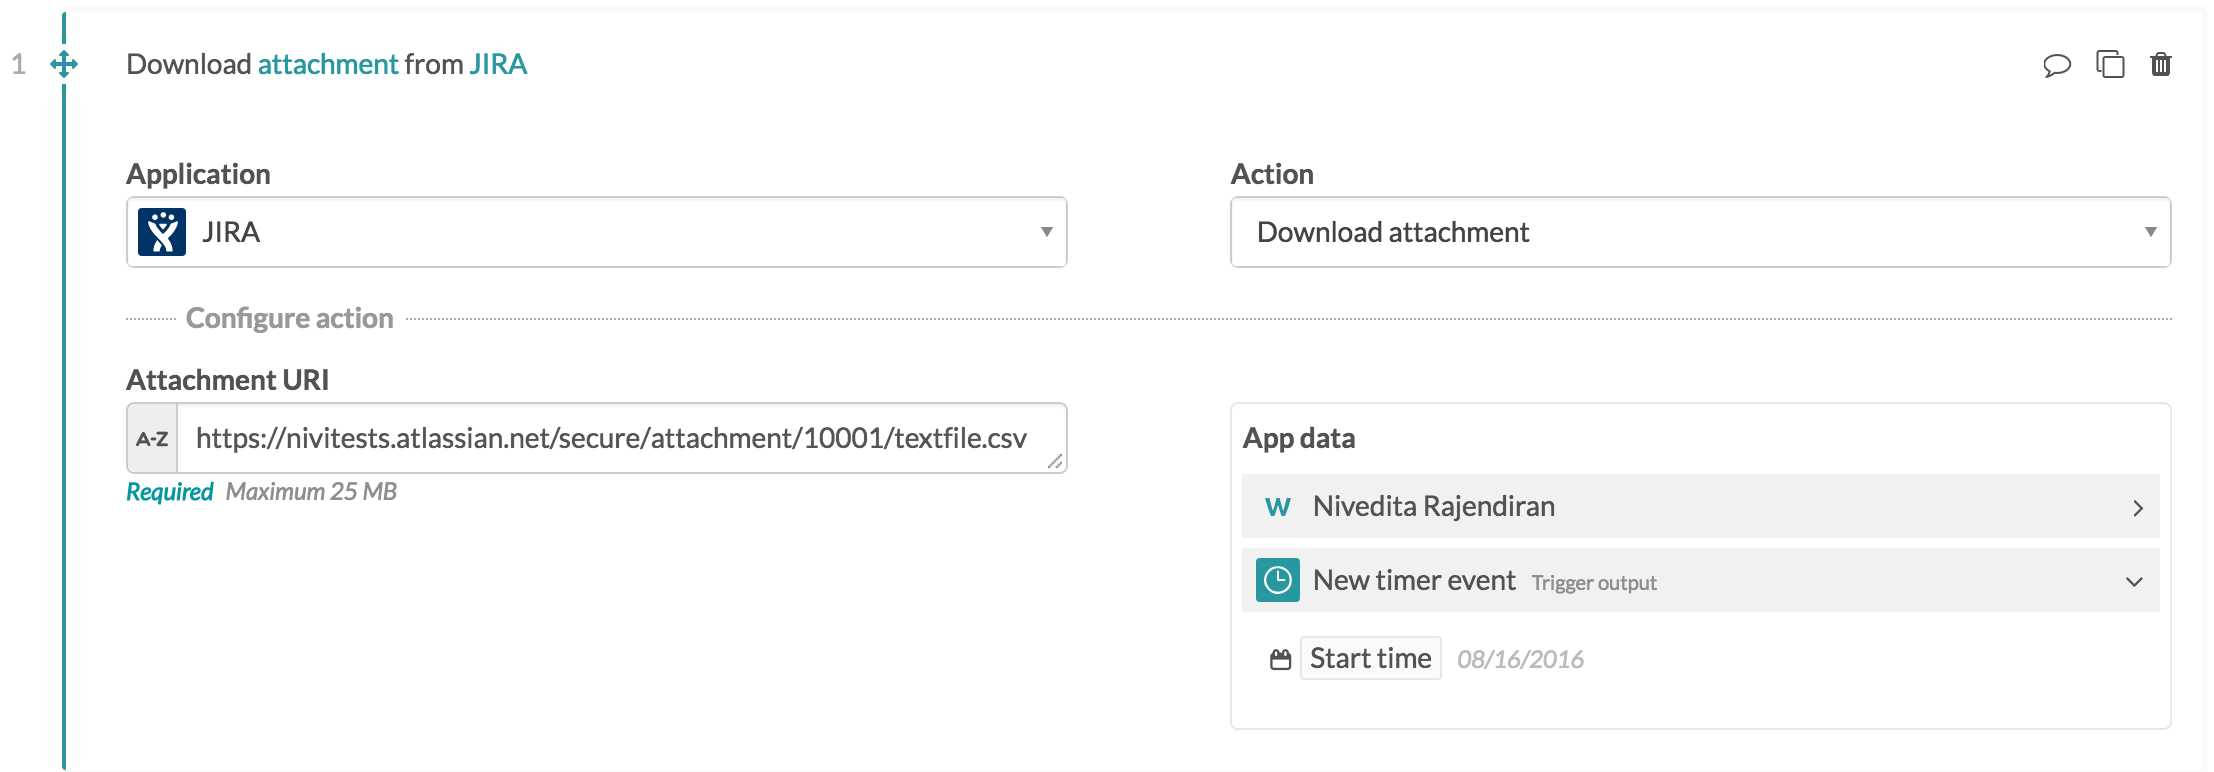 1
Download attachment from JIRA
Application
JIRA
Action
Download attachment
Configure action
Attachment URI
A-Z
https://nivitests.atlassian.net/secure/attachment/10001/textfile.csv
Required Maximum 25 MB
App data
W Nivedita Rajendiran
New timer event Trigger output
Start time 08/16/2016